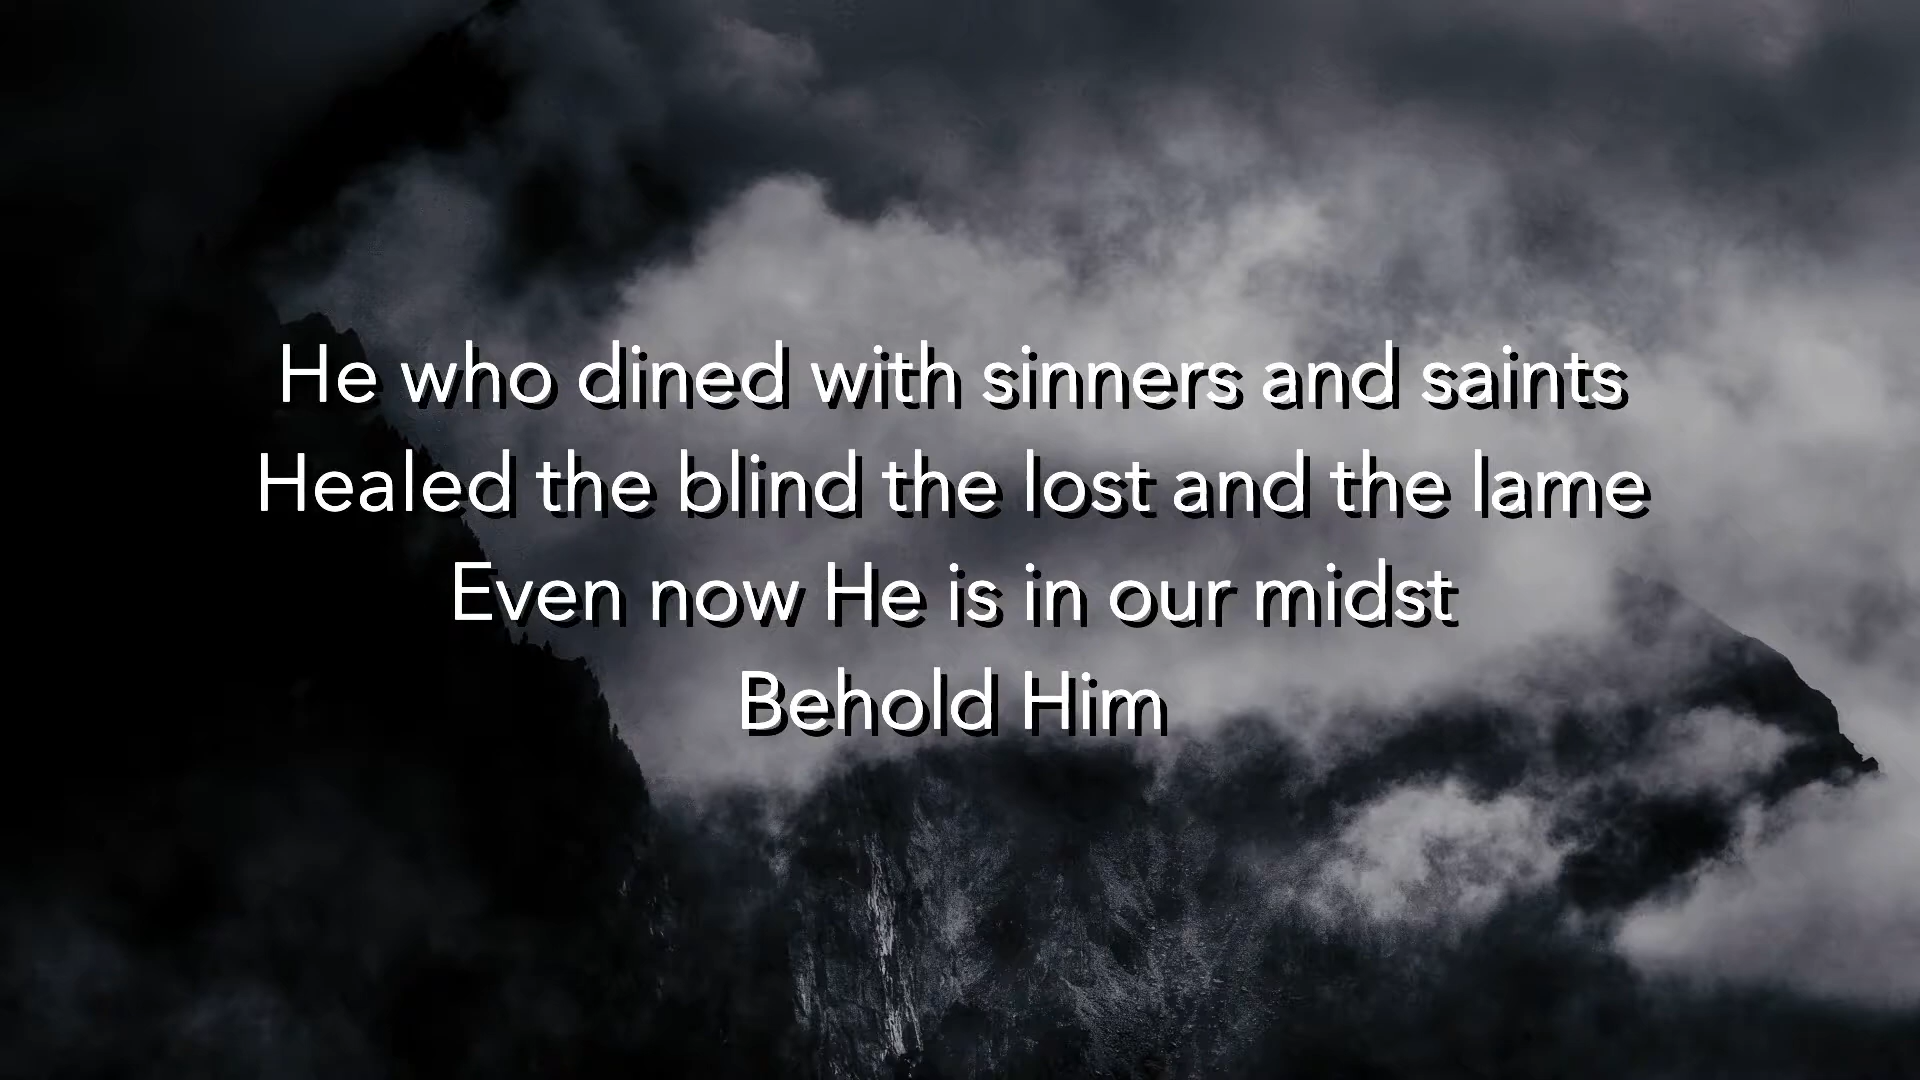 He who dined with sinners and saints
Healed the blind the lost and the lame
Even now He is in our midst
Behold Him